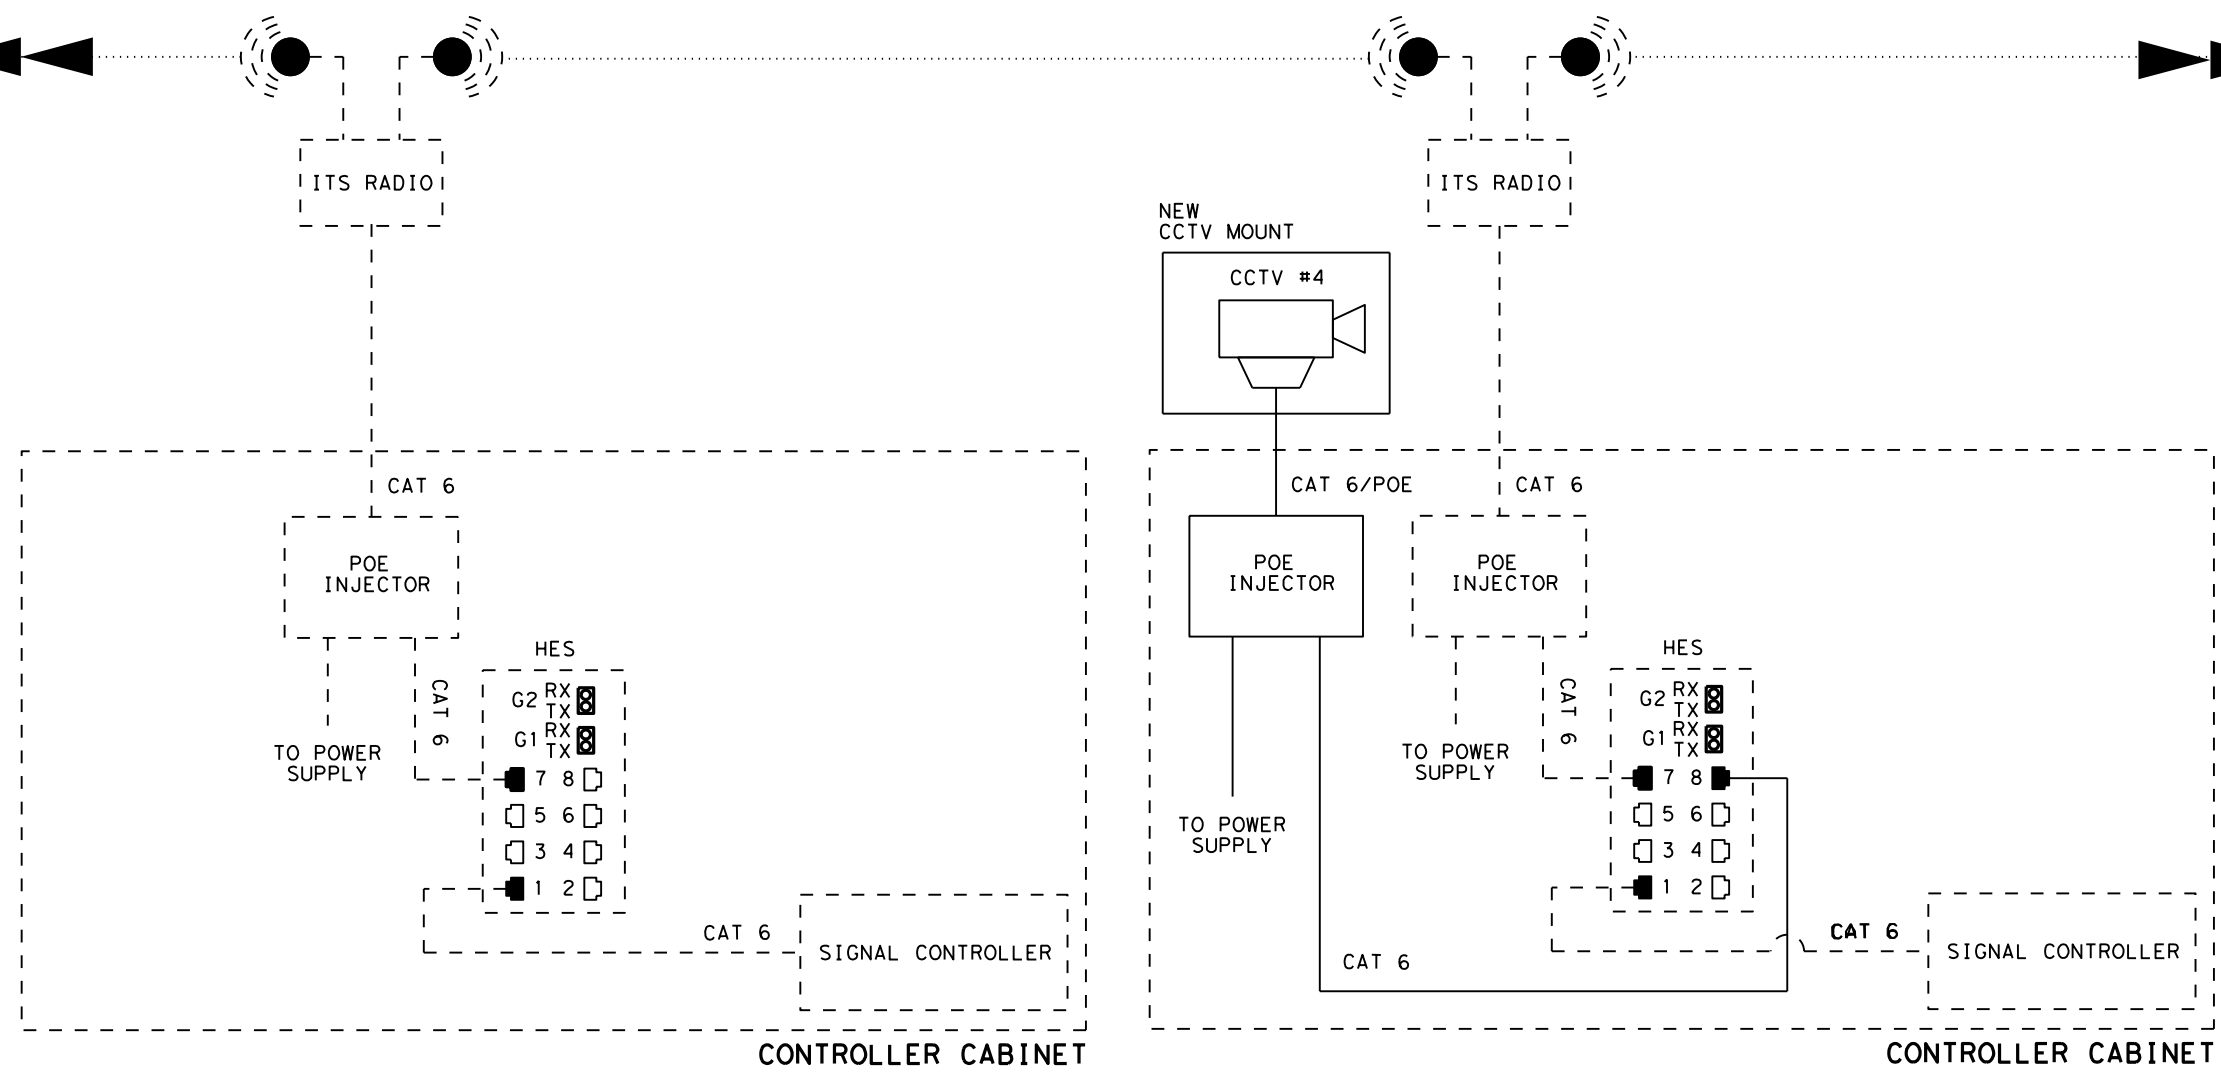 ITS RADIO
ITS RADIO
NEW
CCTV MOUNT
CCTV #4
CAT 6
POE
INJECTOR
TO POWER
SUPPLY
CAT 6
HES
G2 RX
TX
G1 RX
TX
7 8
5 6
3 4
1 2
CAT 6
SIGNAL CONTROLLER
CONTROLLER CABINET
CAT 6/POE
CAT 6
POE
INJECTOR
POE
INJECTOR
TO POWER
SUPPLY
TO POWER
SUPPLY
CAT 6
HES
G2 RX
TX
G1 RX
TX
7 8
5 6
3 4
1 2
CAT 6
CAT 6
SIGNAL CONTROLLER
CONTROLLER CABINET